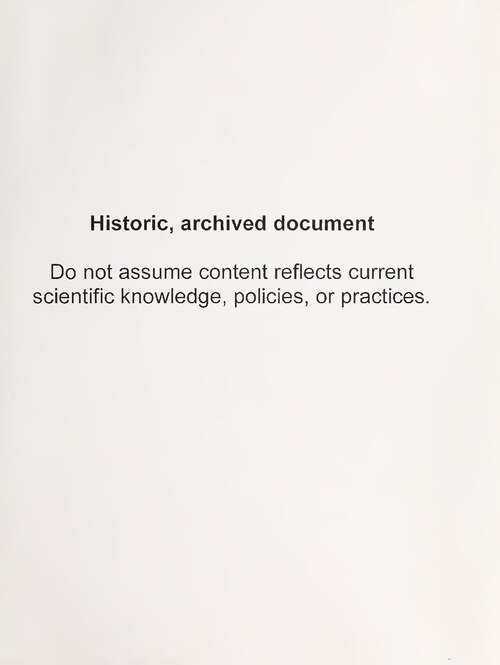 Historic, archived document
Do not assume content reflects current
scientific knowledge, policies, or practices.